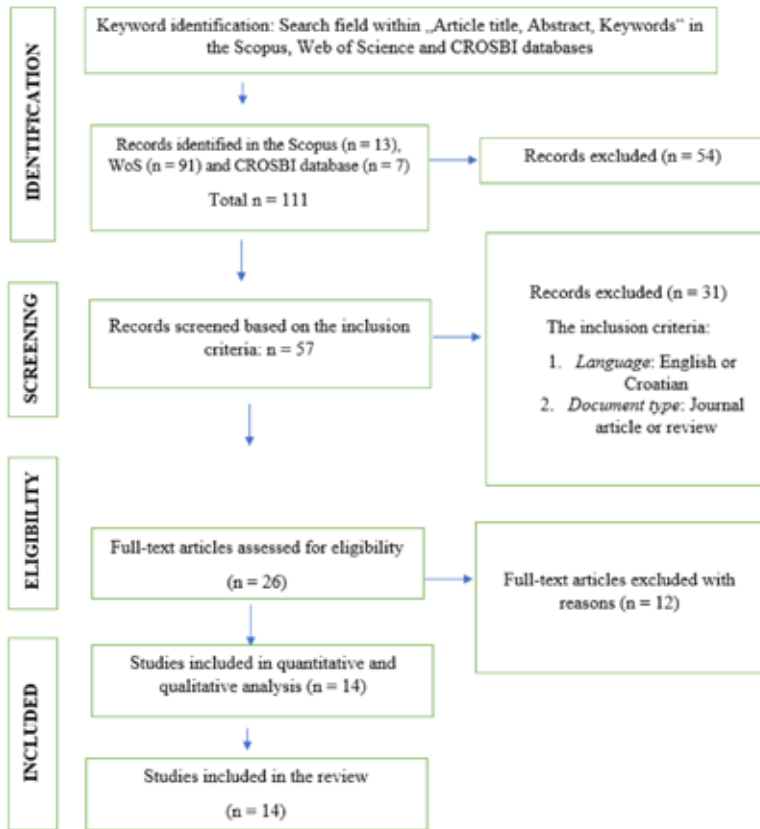 IDENTIFICATION
Keyword identification: Search field within „Article title, Abstract, Keywords“ in
the Scopus, Web of Science and CROSBI databases
Records identified in the Scopus (n = 13),
WoS (n = 91) and CROSBI database (n = 7)
Total n = 111
Records excluded (n = 54)
SCREENING
Records screened based on the inclusion
criteria: n = 57
Records excluded (n = 31)
The inclusion criteria:
1. Language: English or
Croatian
2. Document type: Journal
article or review
ELIGIBILITY
Full-text articles assessed for eligibility
(n = 26)
Full-text articles excluded with
reasons (n = 12)
INCLUDED
Studies included in quantitative and
qualitative analysis (n = 14)
Studies included in the review
(n = 14)